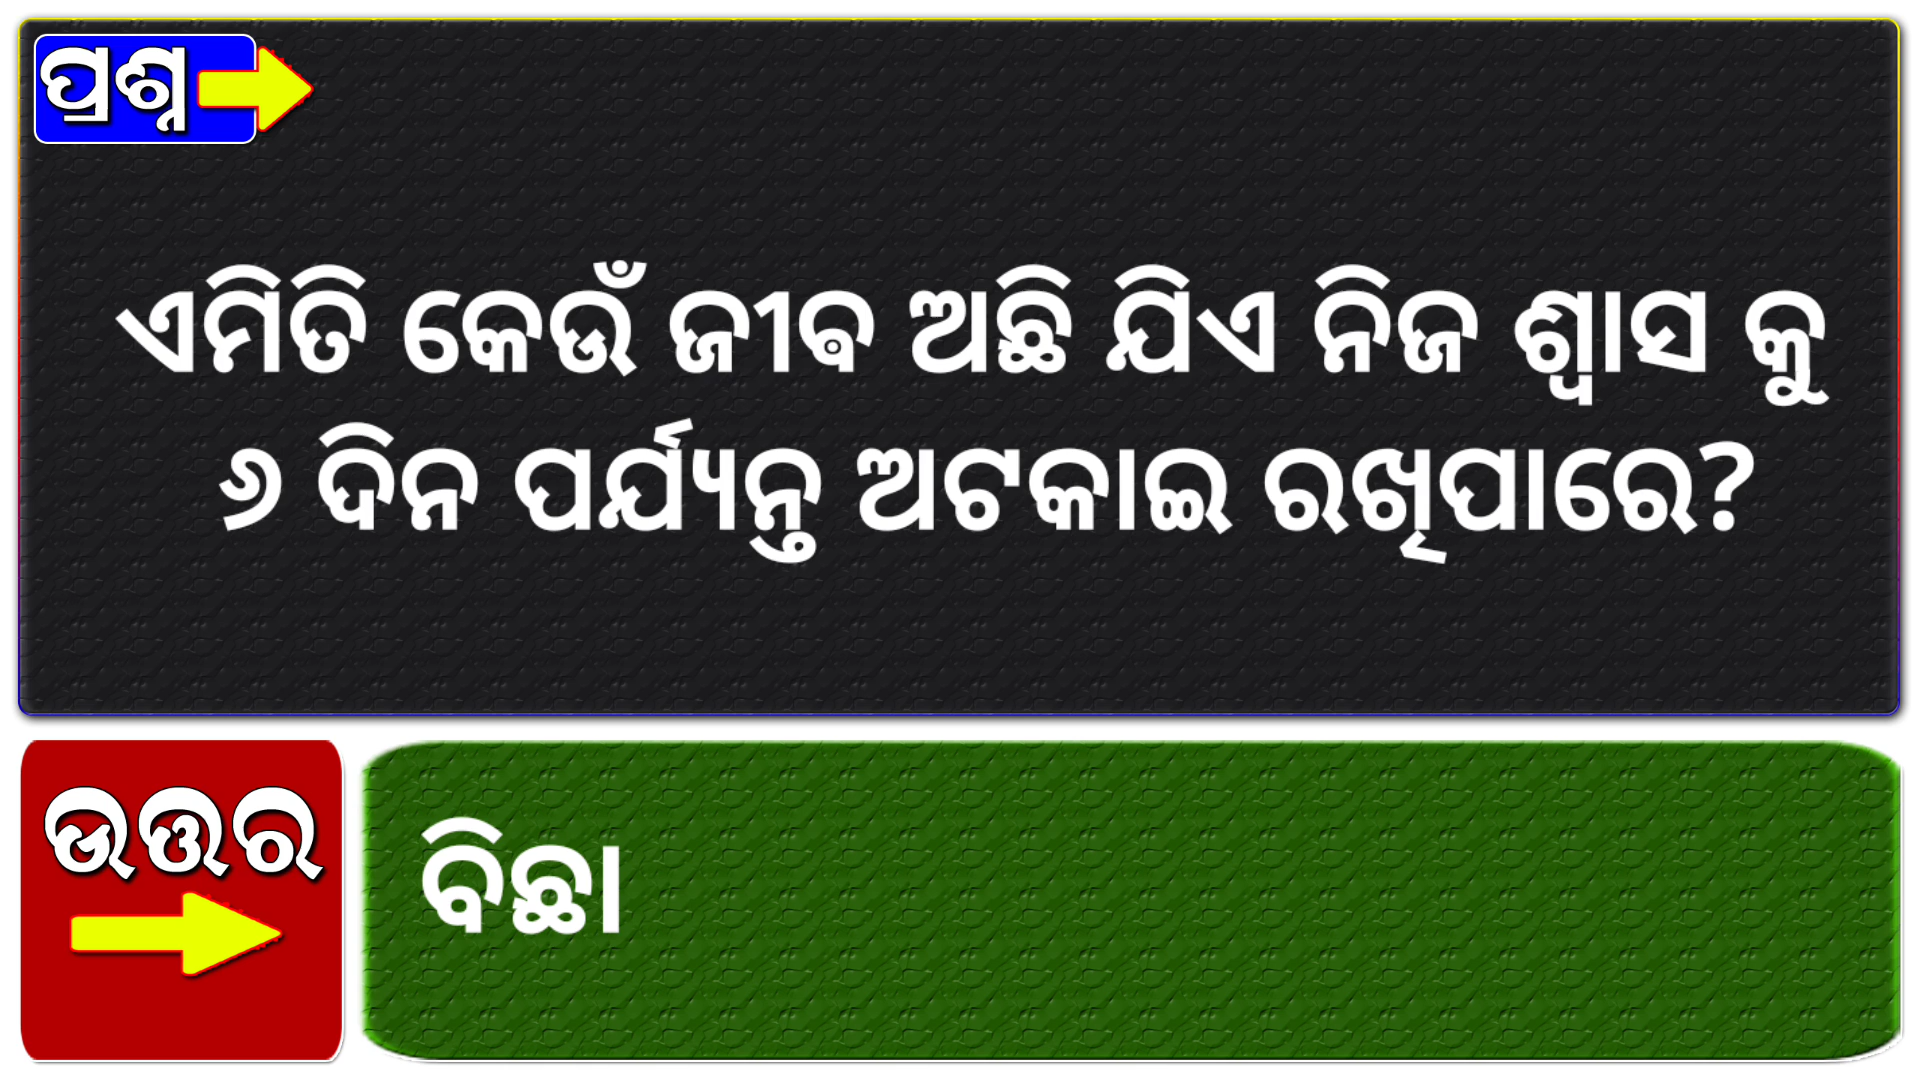 ପ୍ରଶ୍ନ
ଏମିତି କେଉଁ ଜୀଵ ଅଛି ଯିଏ ନିଜ ଶ୍ୱାସ କୁ
୬ ଦିନ ପର୍ଯ୍ୟନ୍ତ ଅଟକାଇ ରଖିପାରେ?
ଉତ୍ତର
ବିଛା